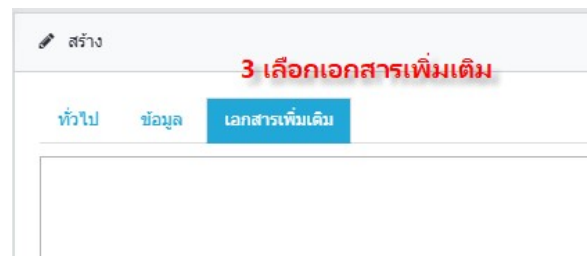 สร้าง
3 เลือกเอกสารเพิ่มเติม
ทั่วไป ข้อมูล เอกสารเพิ่มเติม